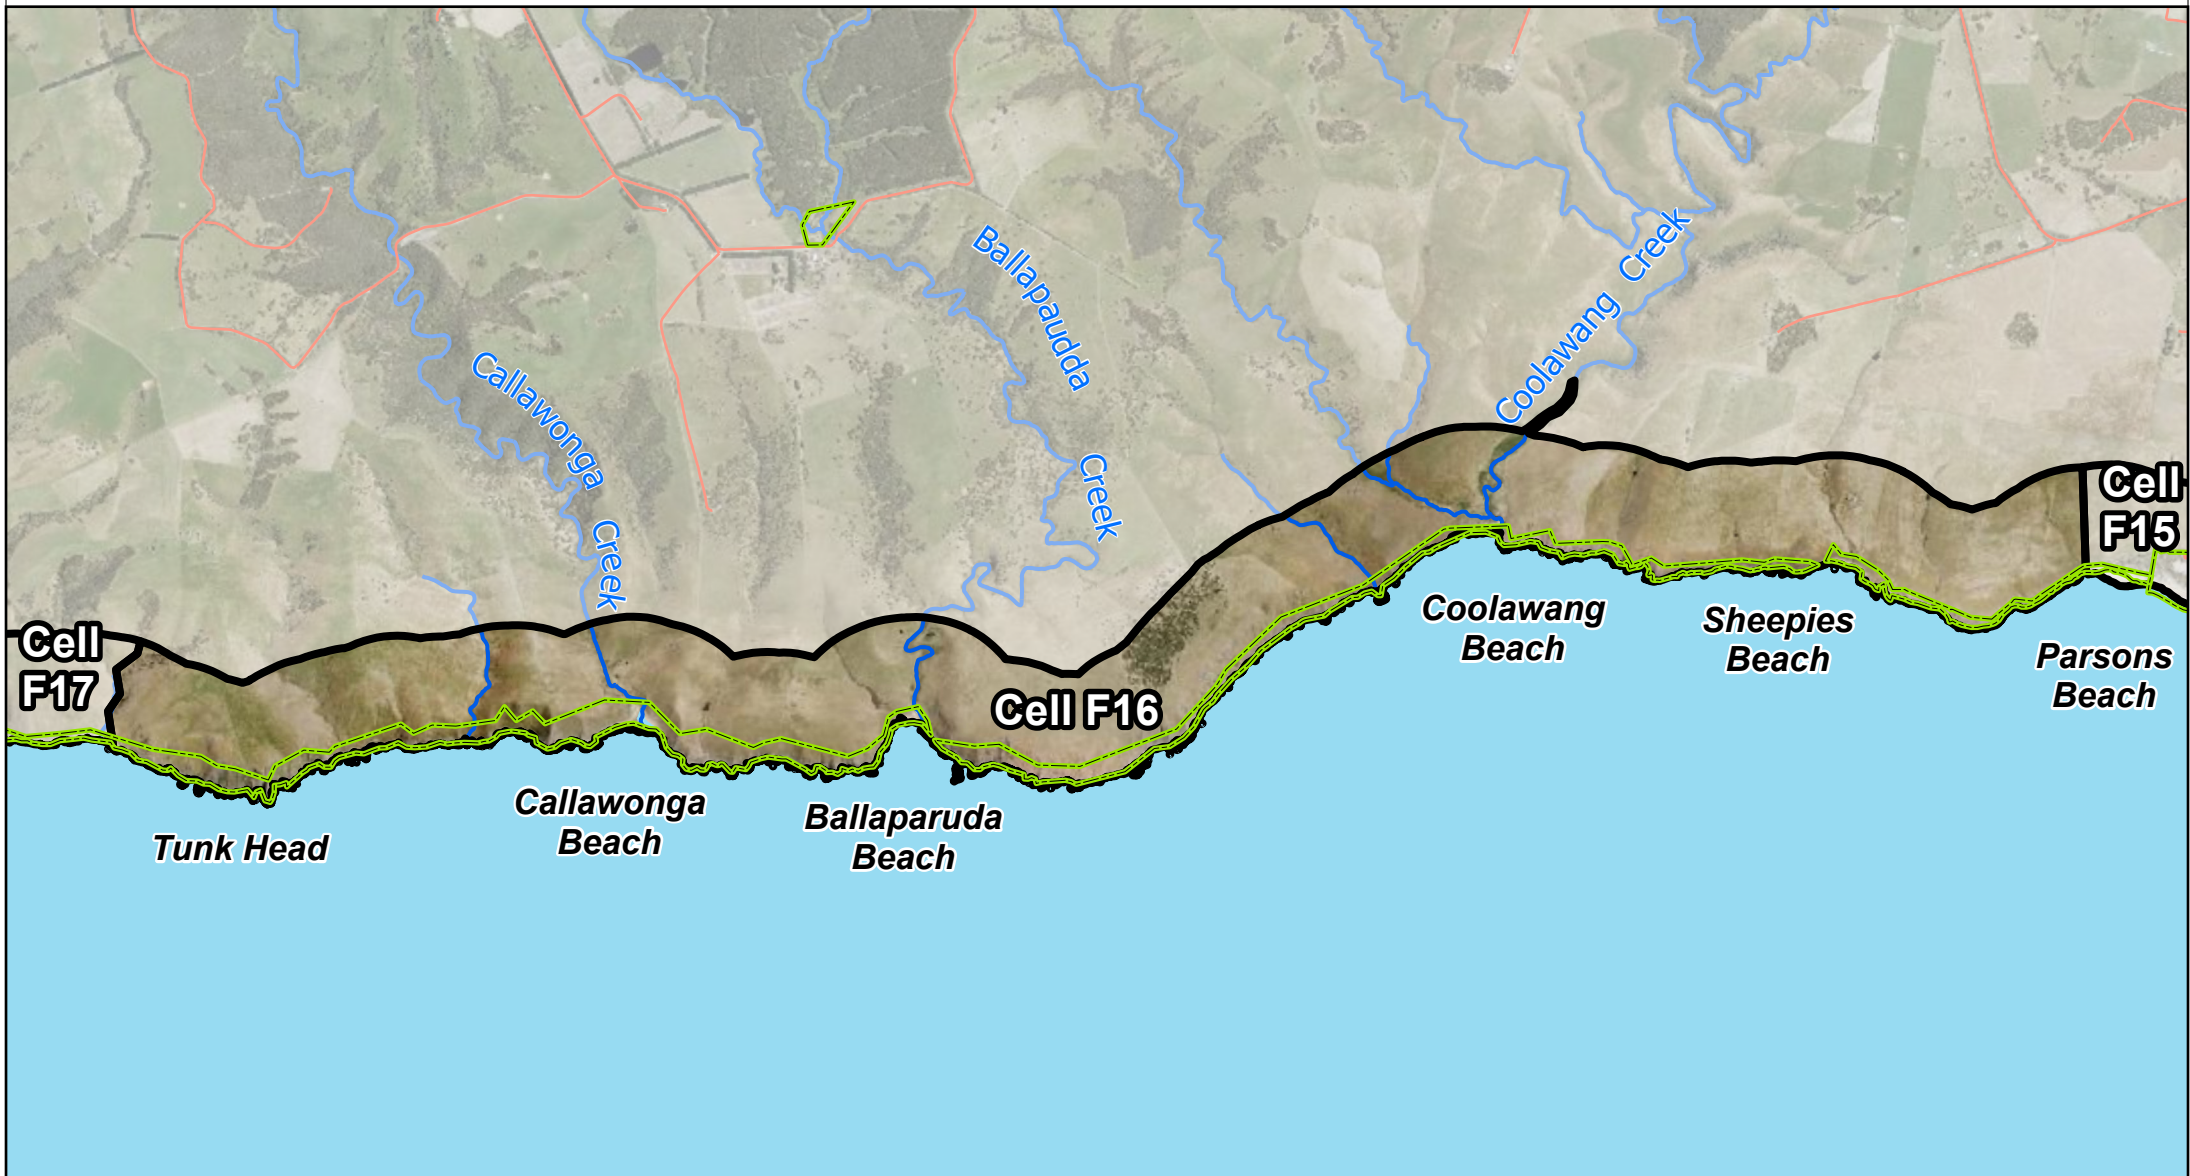 Ballapaudda
Creek
Coolawang Creek
Callawonga
Creek
Cell
F15
Cell
F17
Cell F16
Coolawang
Beach
Sheepies
Beach
Parsons
Beach
Callawonga
Beach
Ballaparuda
Beach
Tunk Head